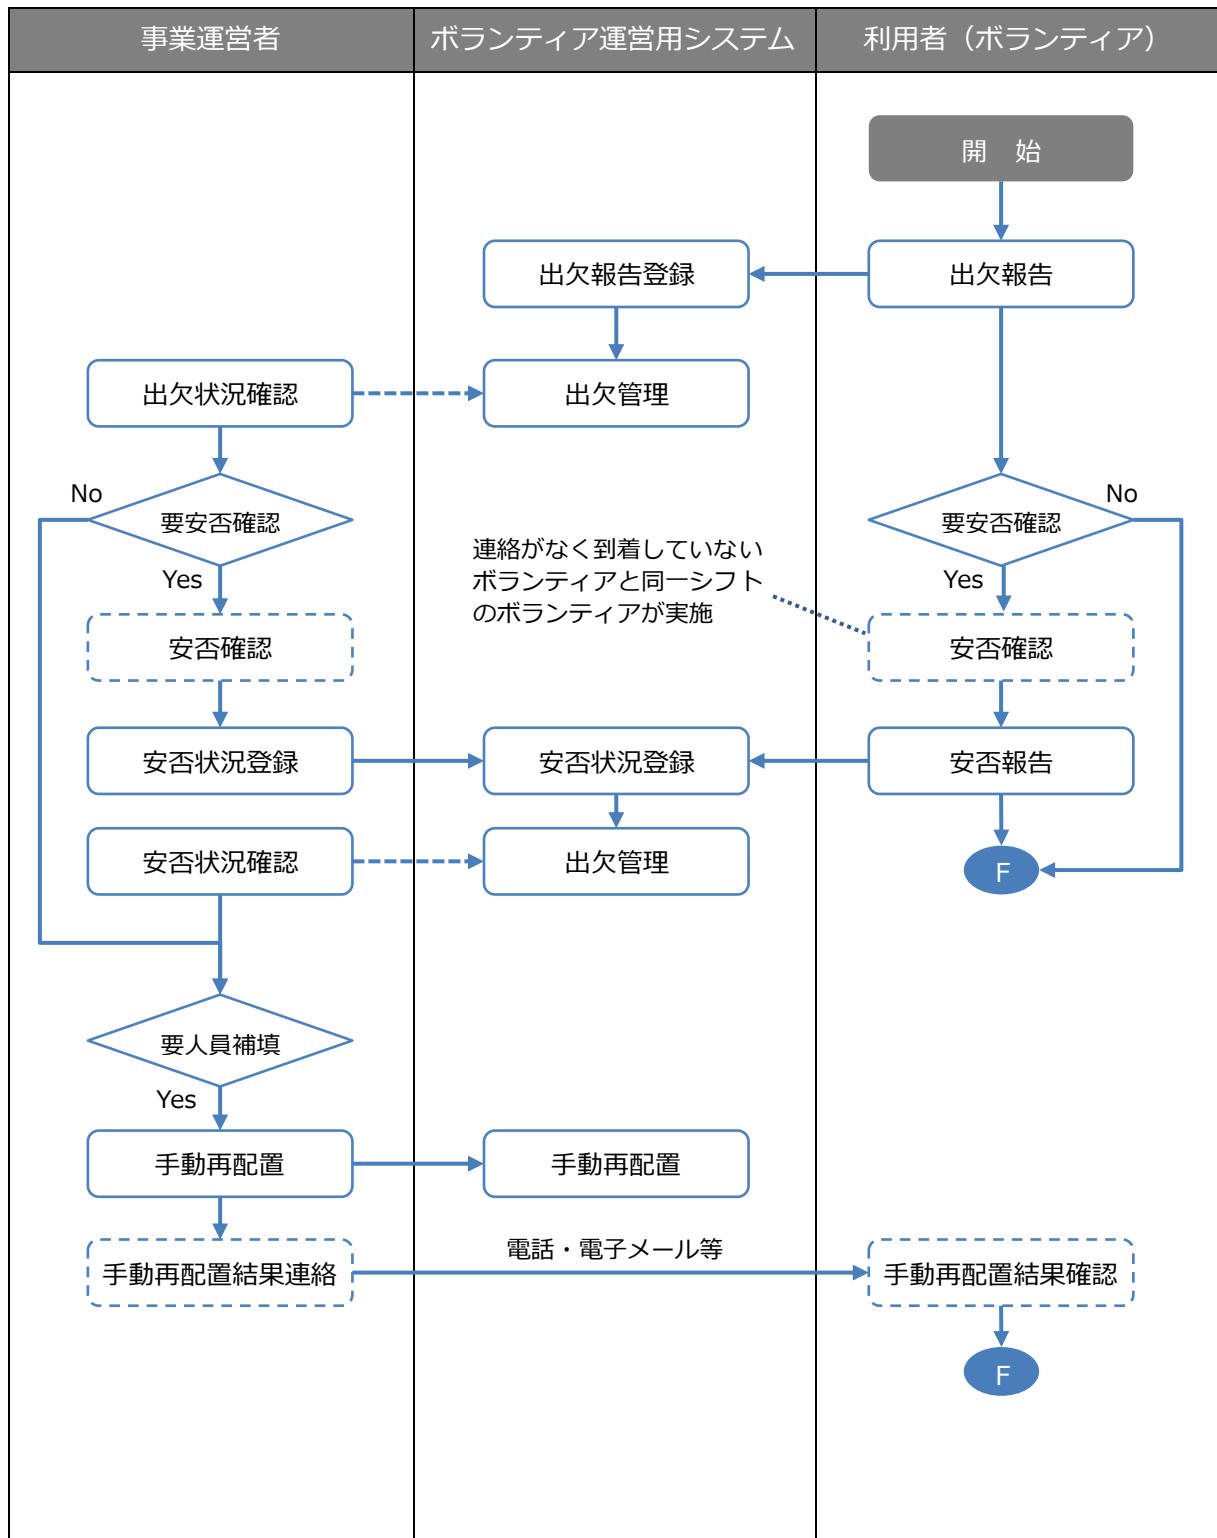 事業運営者
ボランティア運営用システム
利用者（ボランティア）
開　始
出欠報告登録
出欠報告
出欠状況確認
出欠管理
No
要安否確認
Yes
No
要安否確認
Yes
連絡がなく到着していない
ボランティアと同一シフト
のボランティアが実施
安否確認
安否確認
安否状況登録
安否状況登録
安否報告
安否状況確認
出欠管理
F
要人員補填
Yes
手動再配置
手動再配置
手動再配置結果連絡
電話・電子メール等
手動再配置結果確認
F